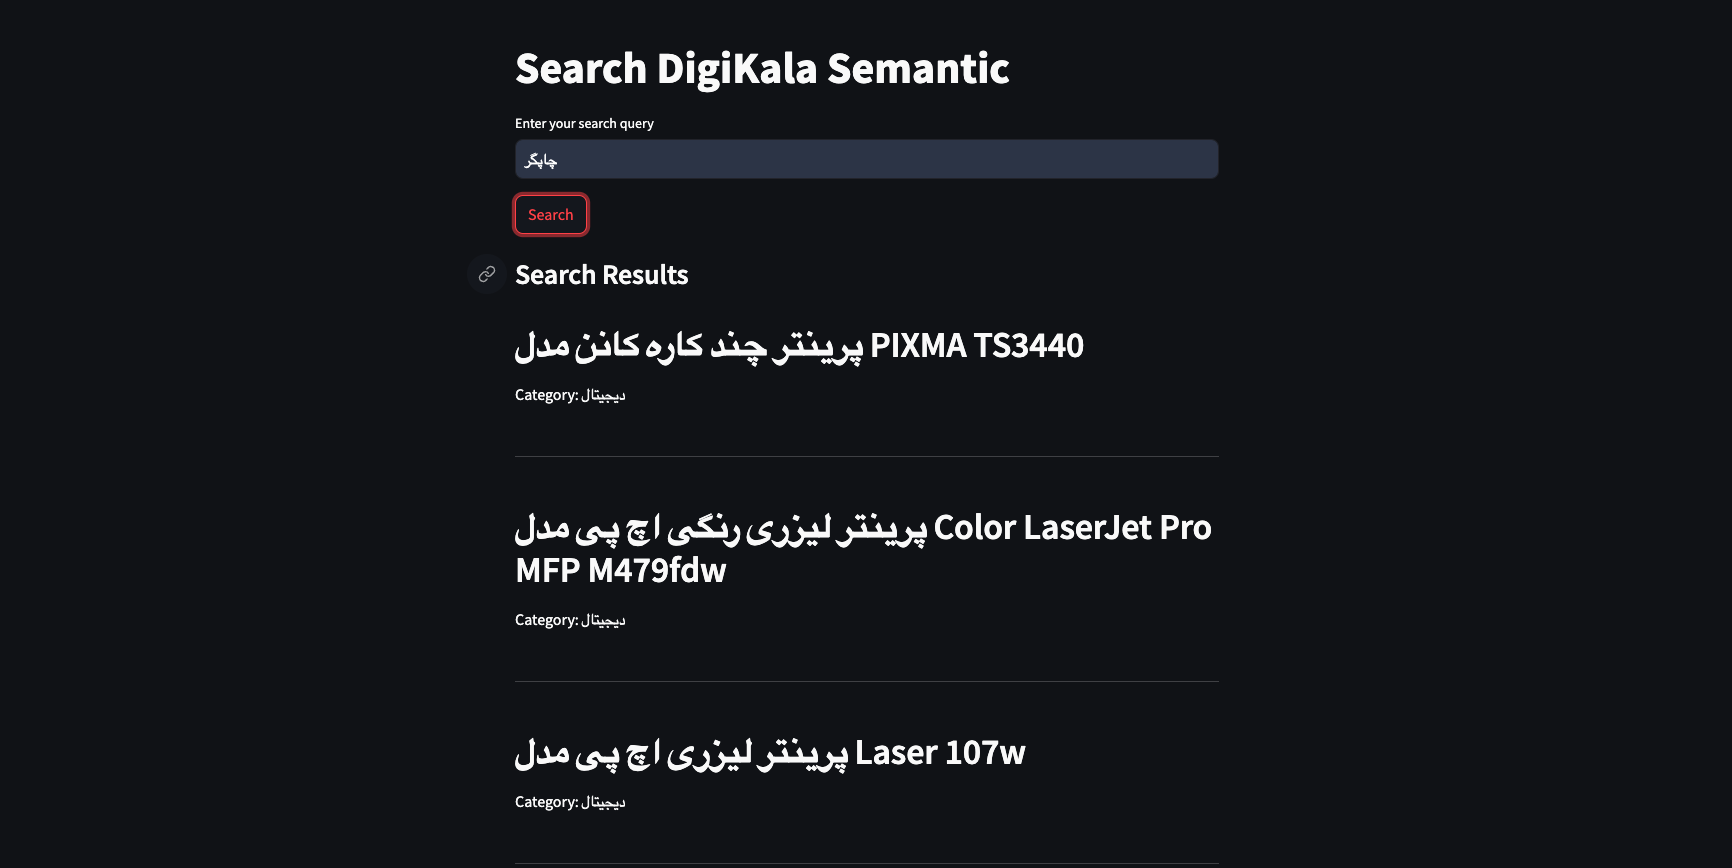 Search DigiKala Semantic
Enter your search query
چاپگر
Search
Search Results
پرینتر چند کاره کانن مدل PIXMA TS3440
Category: دیجیتال
پرینتر لیزری رنگی اچ پی مدل Color LaserJet Pro
MFP M479fdw
Category: دیجیتال
پرینتر لیزری اچ پی مدل Laser 107w
Category: دیجیتال